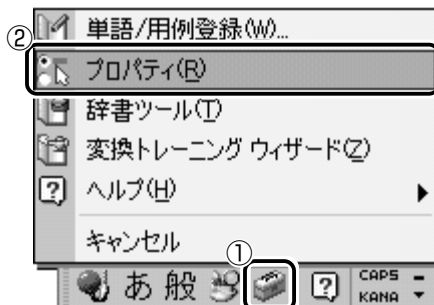 ② 単語/用例登録(W)...
プロパティ(R)
辞書ツール(T)
変換トレーニング ウィザード(Z)
ヘルプ(H)
キャンセル
①
あ 般 ? CAPS
KANA